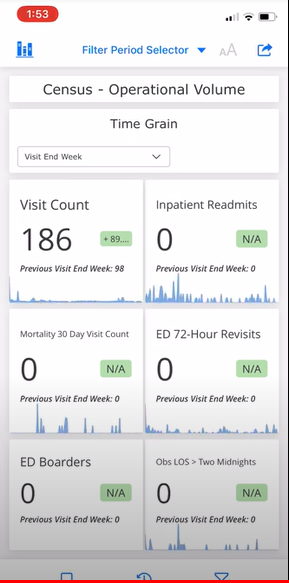 1:53
Filter Period Selector
AA
Census - Operational Volume
Time Grain
Visit End Week
Visit Count
186
+ 89....
Previous Visit End Week: 98
Inpatient Readmits
0
N/A
Previous Visit End Week: 0
Mortality 30 Day Visit Count
0
N/A
Previous Visit End Week: 0
ED 72-Hour Revisits
0
N/A
Previous Visit End Week: 0
ED Boarders
0
N/A
Previous Visit End Week: 0
Obs LOS > Two Midnights
0
N/A
Previous Visit End Week: 0